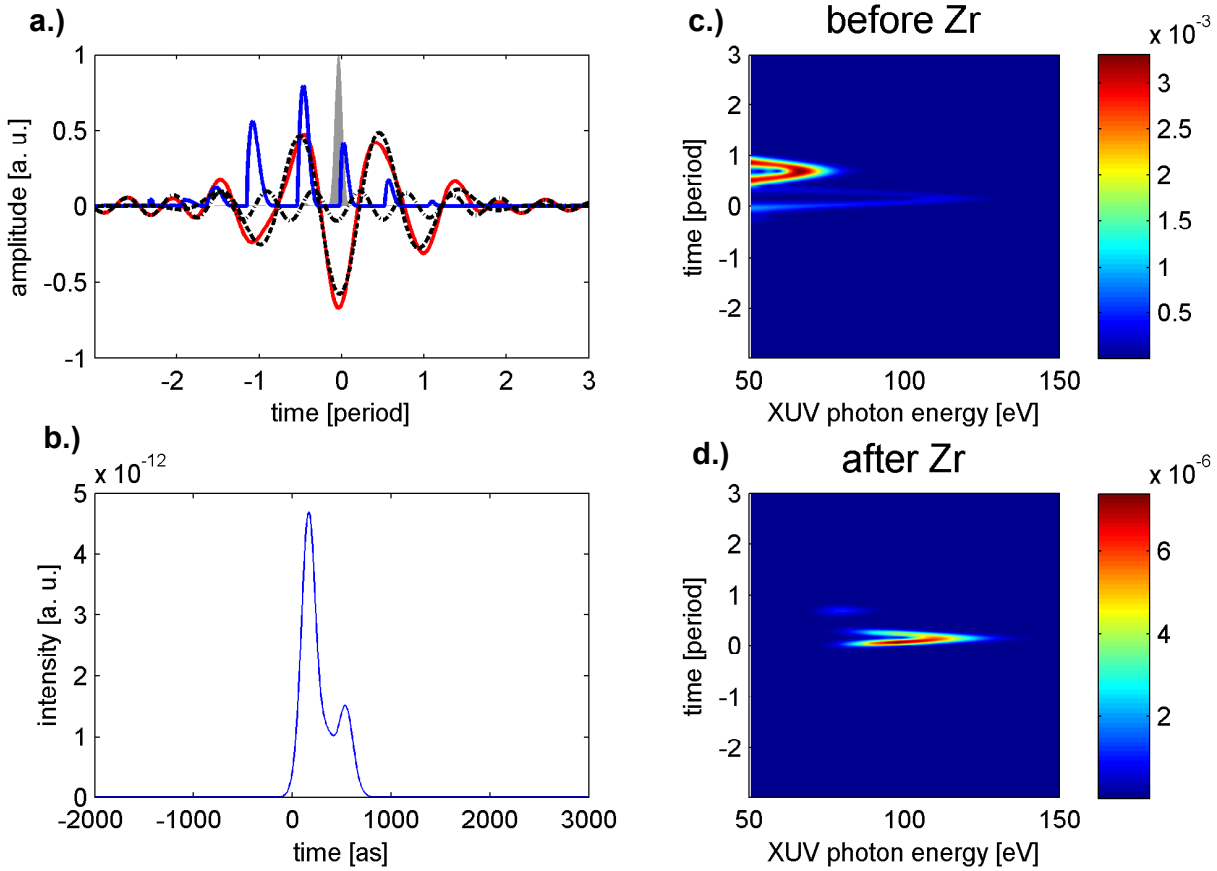 a.)
1
0.5
0
-0.5
-1
amplitude [a. u.]
-2
-1
0
1
2
3
time [period]
b.)
x 10-12
5
4
3
2
1
0
intensity [a. u.]
-2000
-1000
0
1000
2000
3000
time [as]
c.)
before Zr
3
2
1
0
-1
-2
time [period]
50
100
150
XUV photon energy [eV]
x 10-3
3
2.5
2
1.5
1
0.5
d.)
after Zr
3
2
1
0
-1
-2
time [period]
50
100
150
XUV photon energy [eV]
x 10-6
6
4
2